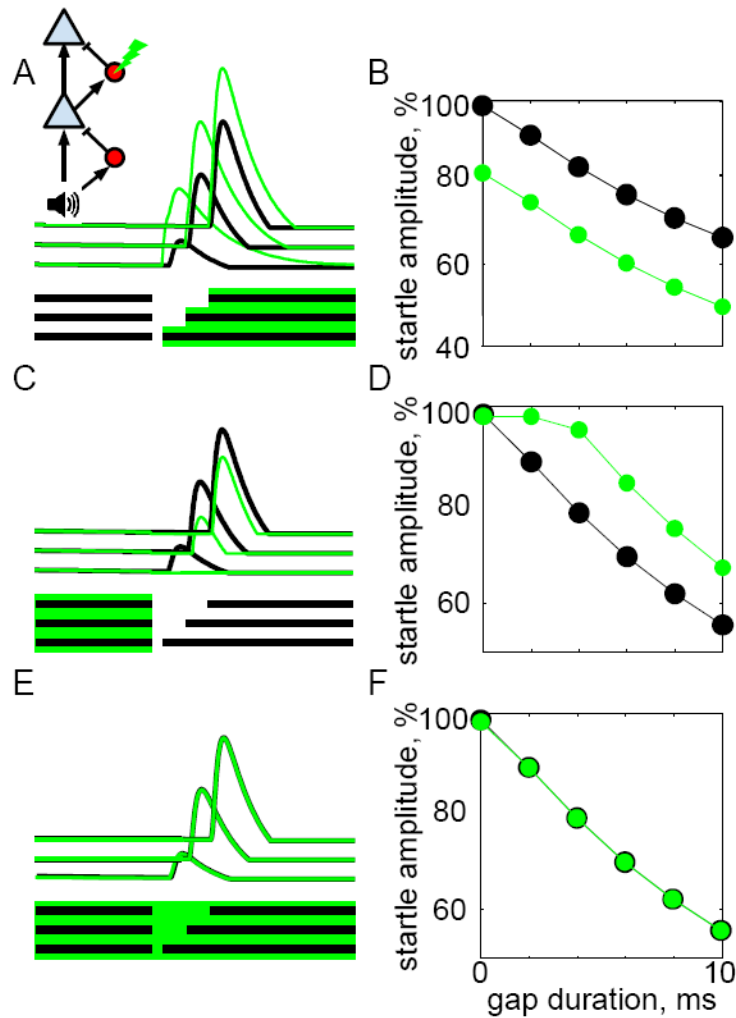 A
B
startle amplitude, %
100
80
60
40
C
D
startle amplitude, %
100
80
60
E
F
startle amplitude, %
100
80
60
0
10
gap duration, ms